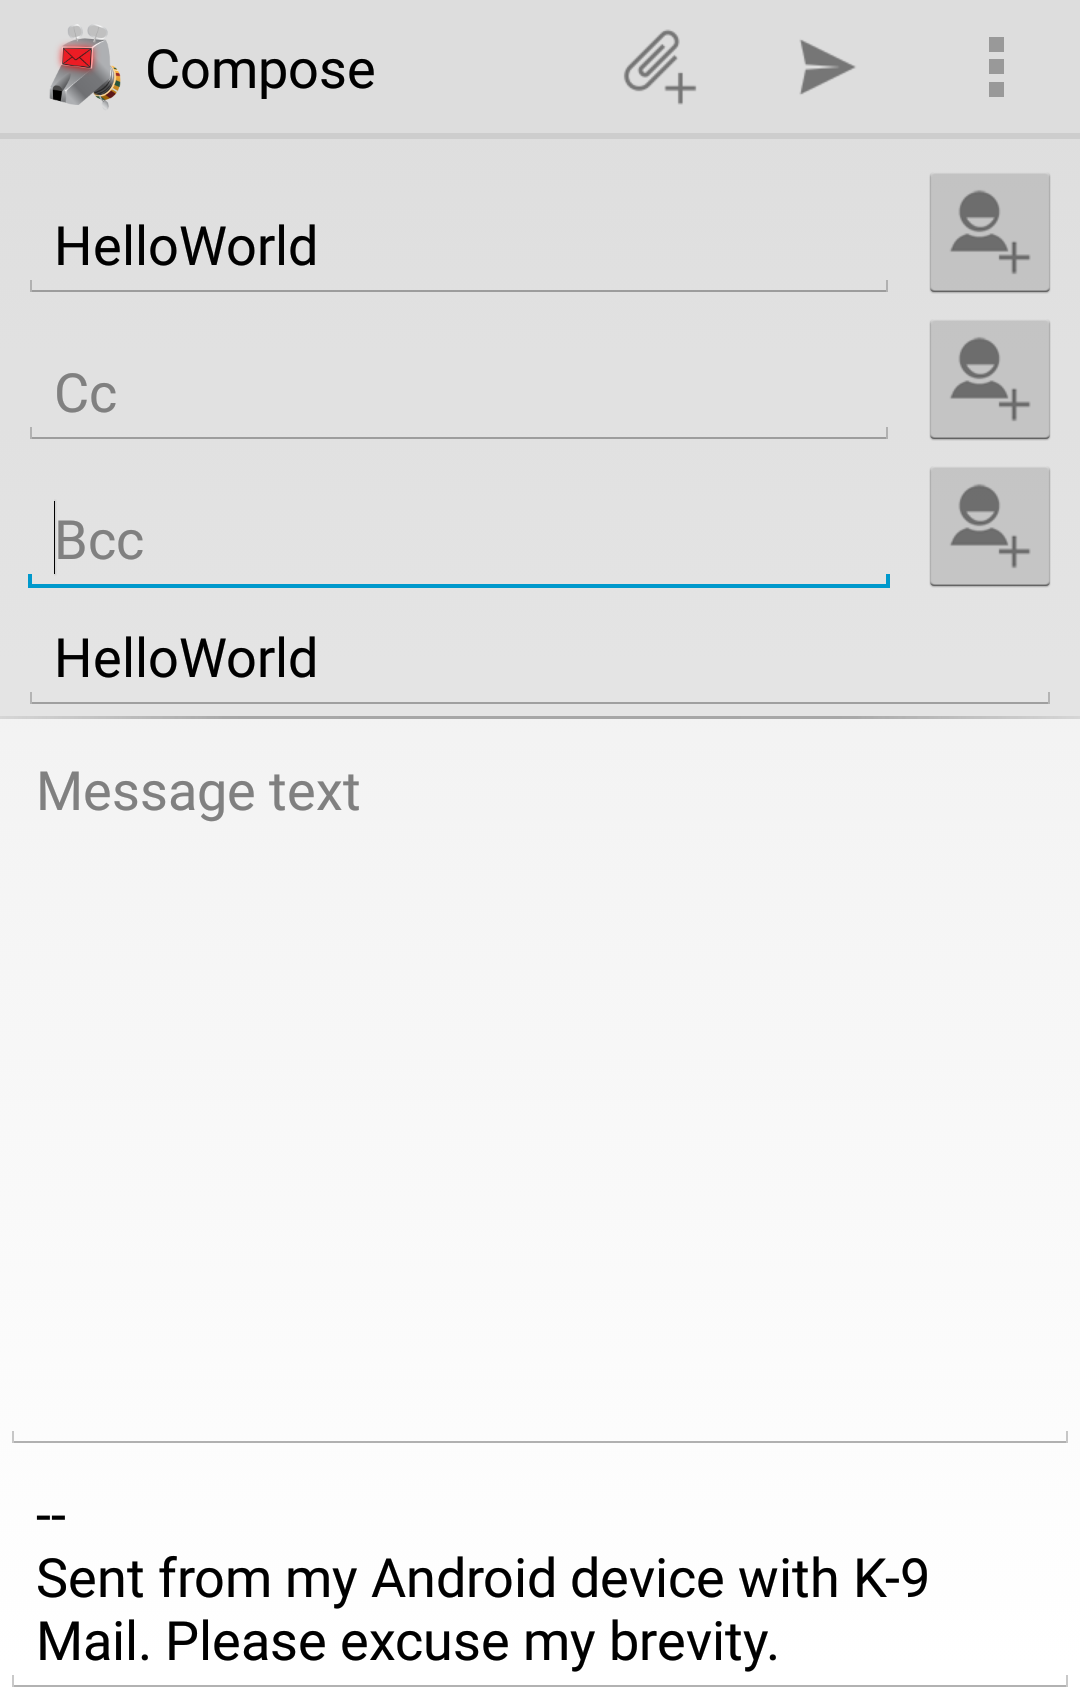 Compose
HelloWorld
Cc
Bcc
HelloWorld
Message text
--
Sent from my Android device with K-9
Mail. Please excuse my brevity.